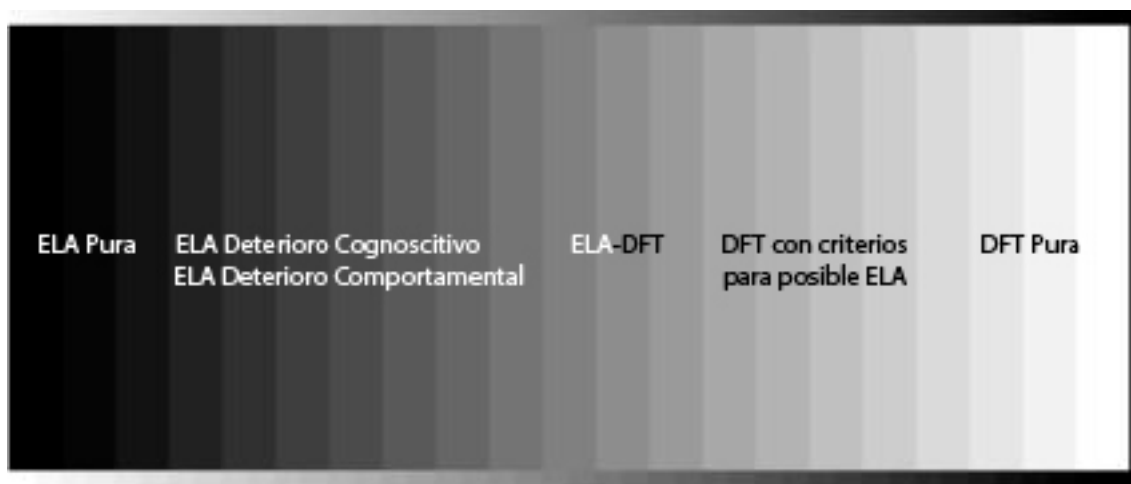 ELA Pura
ELA Deterioro Cognoscitivo
ELA Deterioro Comportamental
ELA-DFT
DFT con criterios
para posible ELA
DFT Pura